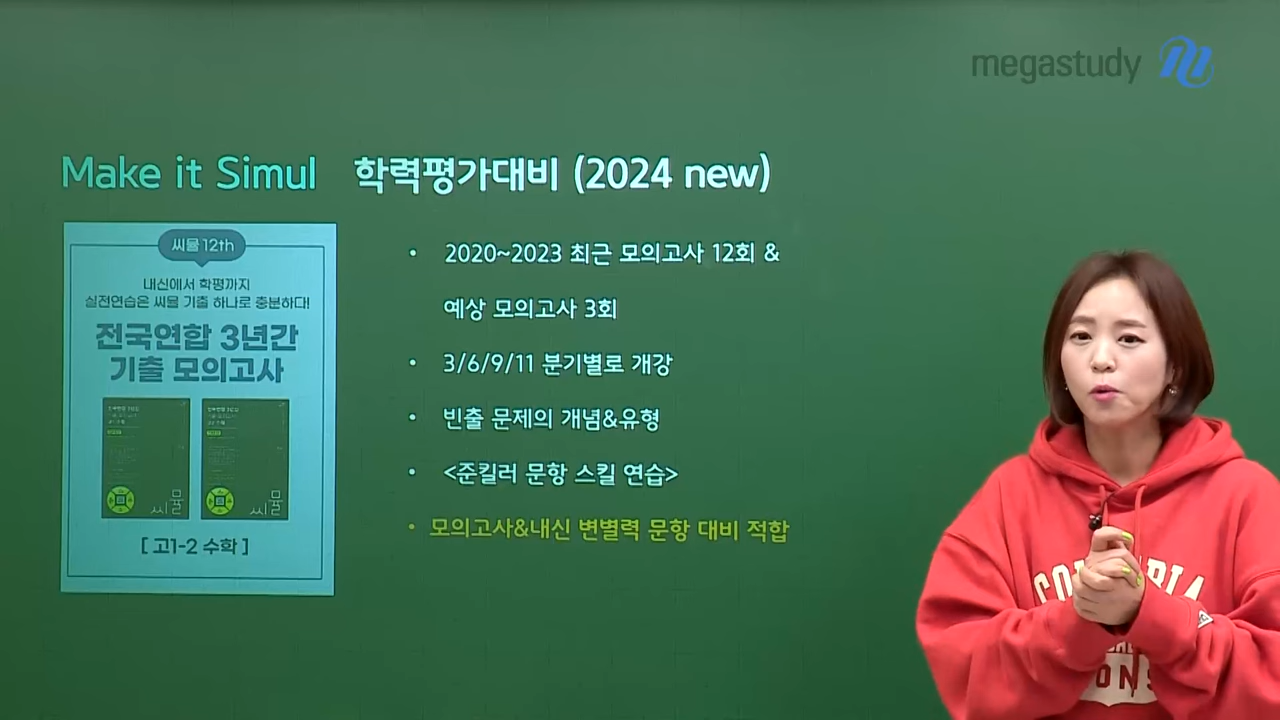 megastudy
Make it Simul 학력평가대비 (2024 new)
씨뮬 12th
내신에서 학평까지
실전연습은 씨뮬 기출 하나로 충분하다!
전국연합 3년간
기출 모의고사
씨뮬
씨뮬
[ 고1-2 수학 ]
• 2020~2023 최근 모의고사 12회 &
예상 모의고사 3회
• 3/6/9/11 분기별로 개강
• 빈출 문제의 개념&유형
• <준킬러 문항 스킬 연습>
• 모의고사&내신 변별력 문항 대비 적합